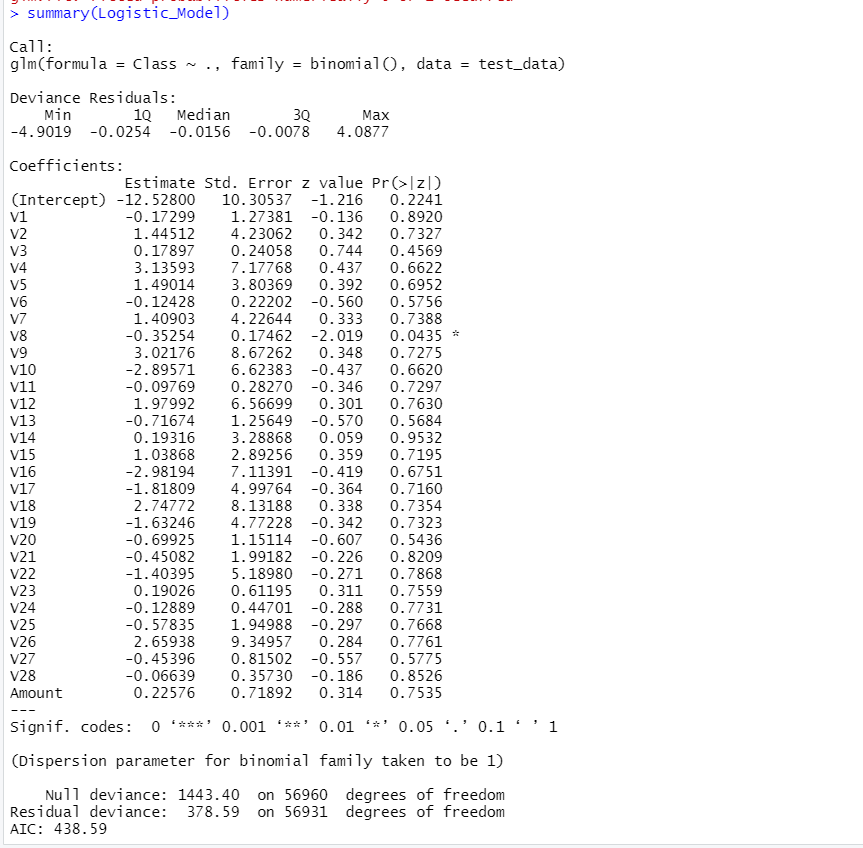 > summary(Logistic_Model)
Call:
glm(formula = Class ~ ., family = binomial(), data = test_data)
Deviance Residuals:
Min 1Q Median 3Q Max
-4.9019 -0.0254 -0.0156 -0.0078 4.0877
Coefficients:
Estimate Std. Error z value Pr(>|z|)
(Intercept) -12.52800 10.30537 -1.216 0.2241
V1 -0.17299 1.27381 -0.136 0.8920
V2 1.44512 4.23062 0.342 0.7327
V3 0.17897 0.24058 0.744 0.4569
V4 3.13593 7.17768 0.437 0.6622
V5 1.49014 3.80369 0.392 0.6952
V6 -0.12428 0.22202 -0.560 0.5756
V7 1.40903 4.22644 0.333 0.7388
V8 -0.35254 0.17462 -2.019 0.0435 *
V9 3.02176 8.67262 0.348 0.7275
V10 -2.89571 6.62383 -0.437 0.6620
V11 -0.09769 0.28270 -0.346 0.7297
V12 1.97992 6.56699 0.301 0.7630
V13 -0.71674 1.25649 -0.570 0.5684
V14 0.19316 3.28868 0.059 0.9532
V15 1.03868 2.89256 0.359 0.7195
V16 -2.98194 7.11391 -0.419 0.6751
V17 -1.81809 4.99764 -0.364 0.7160
V18 2.74772 8.13188 0.338 0.7354
V19 -1.63246 4.77228 -0.342 0.7323
V20 -0.69925 1.15114 -0.607 0.5436
V21 -0.45082 1.99182 -0.226 0.8209
V22 -1.40395 5.18980 -0.271 0.7868
V23 0.19026 0.61195 0.311 0.7559
V24 -0.12889 0.44701 -0.288 0.7731
V25 -0.57835 1.94988 -0.297 0.7668
V26 2.65938 9.34957 0.284 0.7761
V27 -0.45396 0.81502 -0.557 0.5775
V28 -0.06639 0.35730 -0.186 0.8526
Amount 0.22576 0.71892 0.314 0.7535
---
Signif. codes: 0 ‘***’ 0.001 ‘**’ 0.01 ‘*’ 0.05 ‘.’ 0.1 ‘ ’ 1
(Dispersion parameter for binomial family taken to be 1)
Null deviance: 1443.40 on 56960 degrees of freedom
Residual deviance: 378.59 on 56931 degrees of freedom
AIC: 438.59